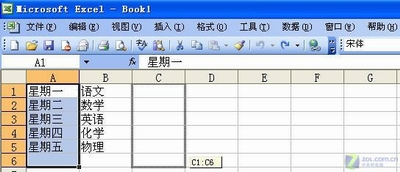 Microsoft Excel - Book1
文件(F) 编辑(E) 视图(V) 插入(I) 格式(O) 工具(T) 数据(D) 窗口(W) 帮助(H)
宋体
A1 星期一
A B C D E F G
1 星期一 语文
2 星期二 数学
3 星期三 英语
4 星期四 化学
5 星期五 物理
6 C1:C6
ZOL.COM.CN